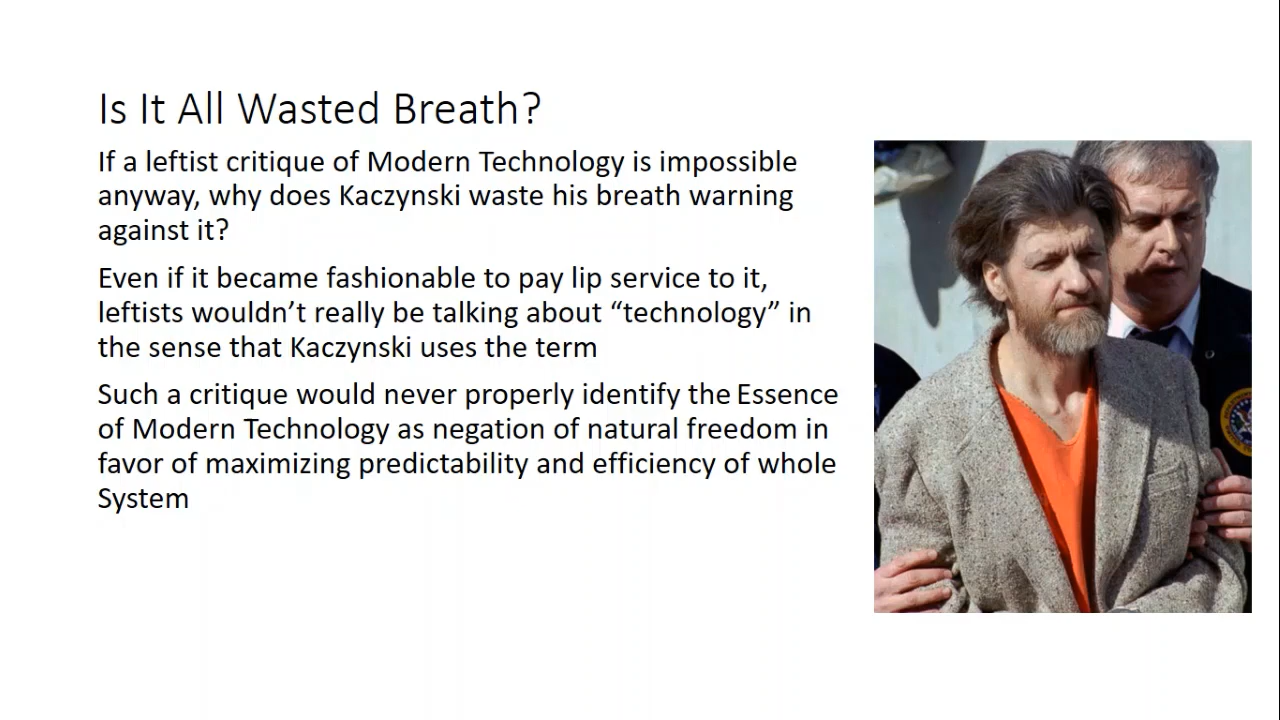 Is It All Wasted Breath?
If a leftist critique of Modern Technology is impossible
anyway, why does Kaczynski waste his breath warning
against it?
Even if it became fashionable to pay lip service to it,
leftists wouldn’t really be talking about “technology” in
the sense that Kaczynski uses the term
Such a critique would never properly identify the Essence
of Modern Technology as negation of natural freedom in
favor of maximizing predictability and efficiency of whole
System